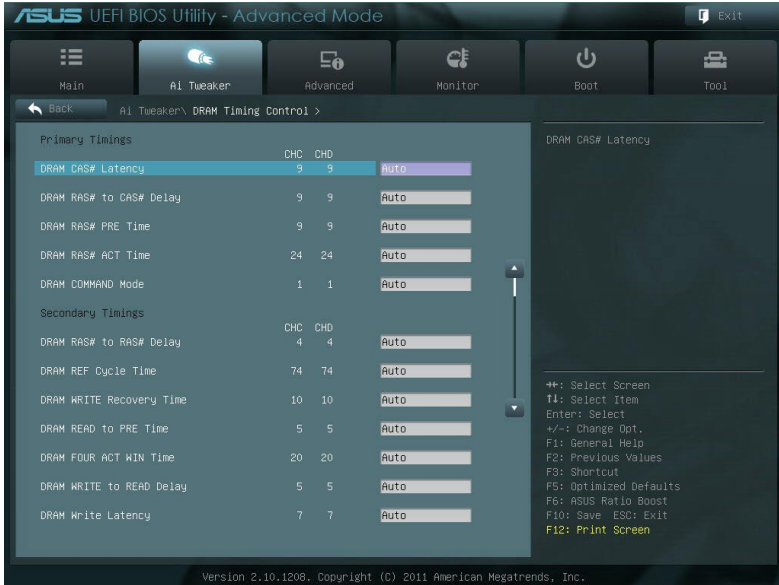 ASUS UEFI BIOS Utility - Advanced Mode
Exit
Main
Ai Tweaker
Advanced
Monitor
Boot
Tool
Back
Ai Tweaker\ DRAM Timing Control >
Primary Timings
CHC CHD
DRAM CAS# Latency 9 9 Auto
DRAM RAS# to CAS# Delay 9 9 Auto
DRAM RAS# PRE Time 9 9 Auto
DRAM RAS# ACT Time 24 24 Auto
DRAM COMMAND Mode 1 1 Auto
Secondary Timings
CHC CHD
DRAM RAS# to RAS# Delay 4 4 Auto
DRAM REF Cycle Time 74 74 Auto
DRAM WRITE Recovery Time 10 10 Auto
DRAM READ to PRE Time 5 5 Auto
DRAM FOUR ACT WIN Time 20 20 Auto
DRAM WRITE to READ Delay 5 5 Auto
DRAM Write Latency 7 7 Auto
DRAM CAS# Latency
→←: Select Screen
↑↓: Select Item
Enter: Select
+/-: Change Opt.
F1: General Help
F2: Previous Values
F3: Shortcut
F5: Optimized Defaults
F6: ASUS Ratio Boost
F10: Save ESC: Exit
F12: Print Screen
Version 2.10.1208. Copyright (C) 2011 American Megatrends, Inc.